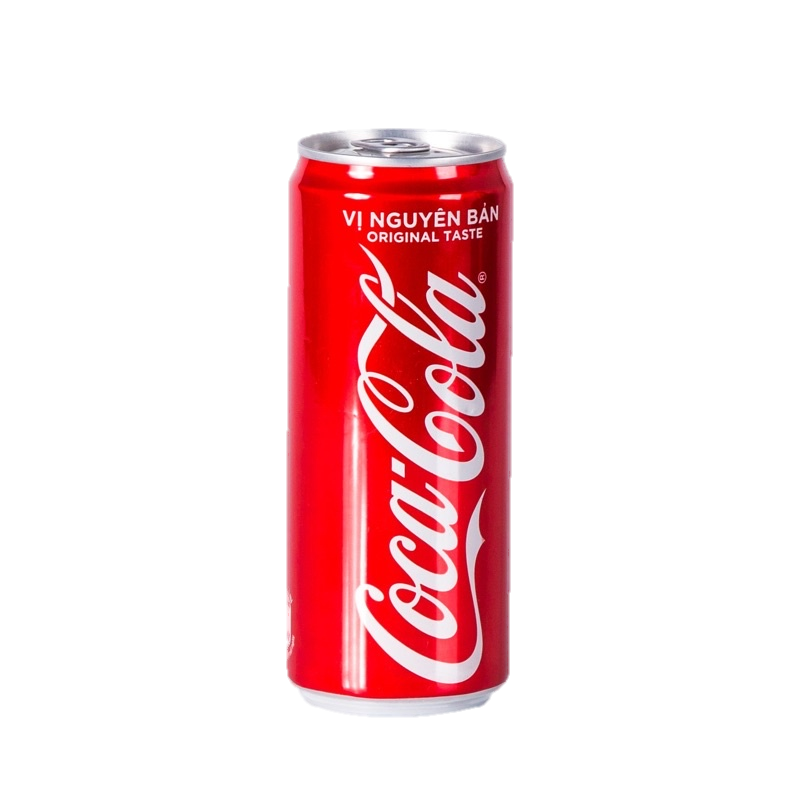 VỊ NGUYÊN BẢN
ORIGINAL TASTE
Coca-Cola
®